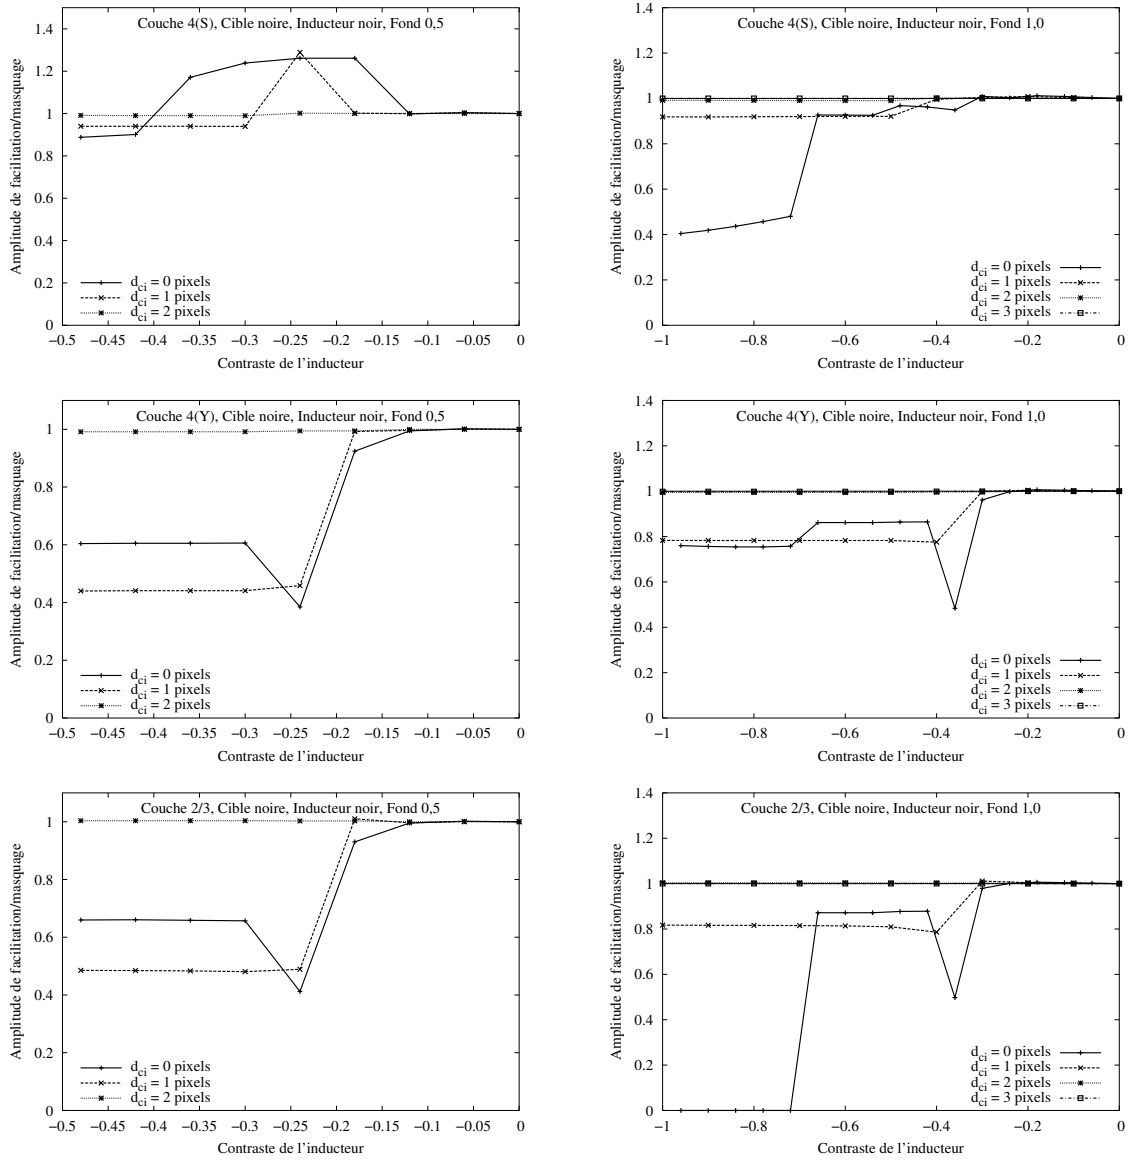 Couche 4(S), Cible noire, Inducteur noir, Fond 0,5
Amplitude de facilitation/masquage
1.4
1.2
1
0.8
0.6
0.4
0.2
0
d_ci = 0 pixels
d_ci = 1 pixels
d_ci = 2 pixels
−0.5 −0.45 −0.4 −0.35 −0.3 −0.25 −0.2 −0.15 −0.1 −0.05 0
Contraste de l’inducteur
Couche 4(S), Cible noire, Inducteur noir, Fond 1,0
Amplitude de facilitation/masquage
1.4
1.2
1
0.8
0.6
0.4
0.2
0
d_ci = 0 pixels
d_ci = 1 pixels
d_ci = 2 pixels
d_ci = 3 pixels
−1 −0.8 −0.6 −0.4 −0.2 0
Contraste de l’inducteur
Couche 4(Y), Cible noire, Inducteur noir, Fond 0,5
Amplitude de facilitation/masquage
1
0.8
0.6
0.4
0.2
0
d_ci = 0 pixels
d_ci = 1 pixels
d_ci = 2 pixels
−0.5 −0.45 −0.4 −0.35 −0.3 −0.25 −0.2 −0.15 −0.1 −0.05 0
Contraste de l’inducteur
Couche 4(Y), Cible noire, Inducteur noir, Fond 1,0
Amplitude de facilitation/masquage
1.4
1.2
1
0.8
0.6
0.4
0.2
0
d_ci = 0 pixels
d_ci = 1 pixels
d_ci = 2 pixels
d_ci = 3 pixels
−1 −0.8 −0.6 −0.4 −0.2 0
Contraste de l’inducteur
Couche 2/3, Cible noire, Inducteur noir, Fond 0,5
Amplitude de facilitation/masquage
1
0.8
0.6
0.4
0.2
0
d_ci = 0 pixels
d_ci = 1 pixels
d_ci = 2 pixels
−0.5 −0.45 −0.4 −0.35 −0.3 −0.25 −0.2 −0.15 −0.1 −0.05 0
Contraste de l’inducteur
Couche 2/3, Cible noire, Inducteur noir, Fond 1,0
Amplitude de facilitation/masquage
1.4
1.2
1
0.8
0.6
0.4
0.2
0
d_ci = 0 pixels
d_ci = 1 pixels
d_ci = 2 pixels
d_ci = 3 pixels
−1 −0.8 −0.6 −0.4 −0.2 0
Contraste de l’inducteur